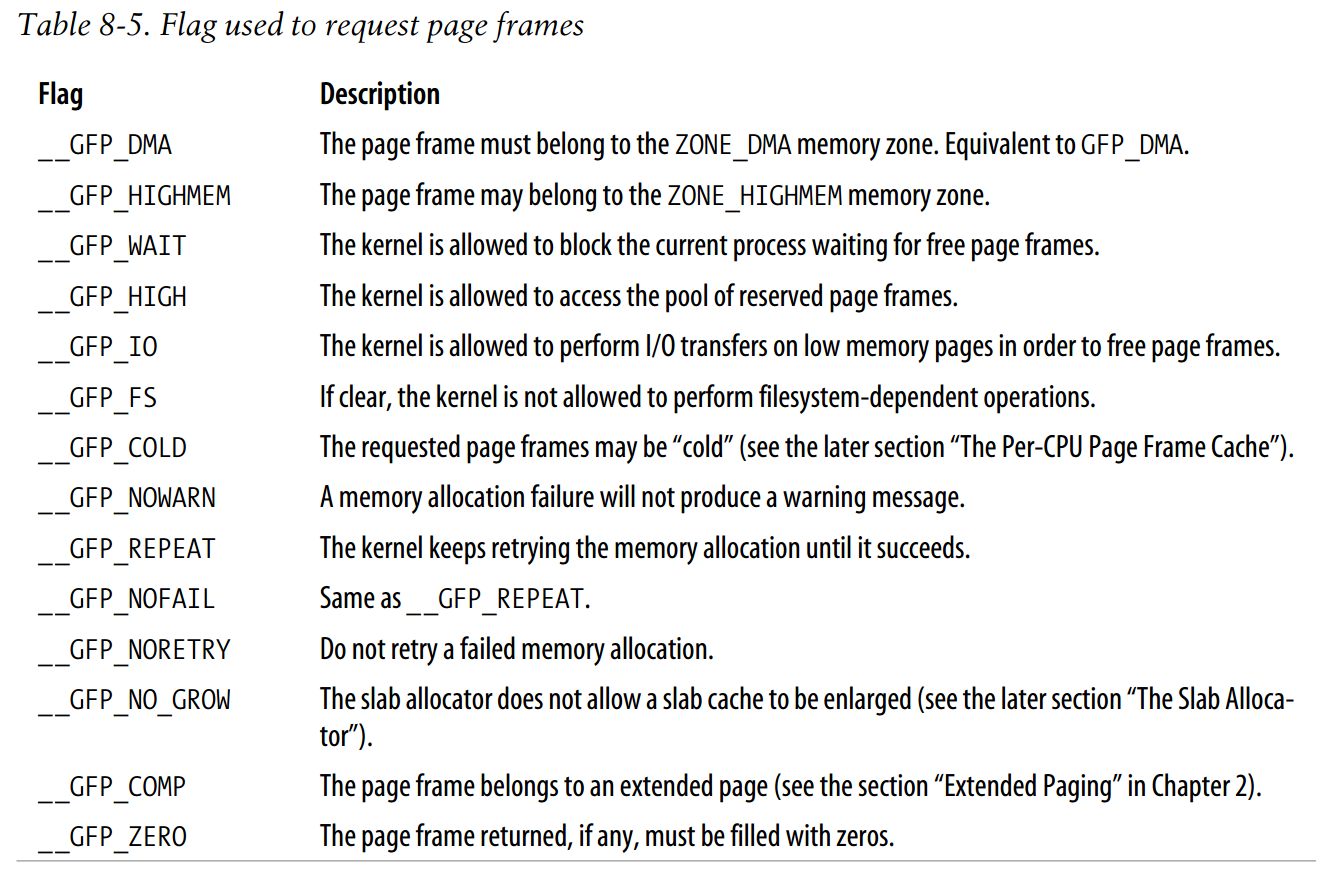 Table 8-5. Flag used to request page frames
Flag Description
__GFP_DMA The page frame must belong to the ZONE_DMA memory zone. Equivalent to GFP_DMA.
__GFP_HIGHMEM The page frame may belong to the ZONE_HIGHMEM memory zone.
__GFP_WAIT The kernel is allowed to block the current process waiting for free page frames.
__GFP_HIGH The kernel is allowed to access the pool of reserved page frames.
__GFP_IO The kernel is allowed to perform I/O transfers on low memory pages in order to free page frames.
__GFP_FS If clear, the kernel is not allowed to perform filesystem-dependent operations.
__GFP_COLD The requested page frames may be “cold” (see the later section “The Per-CPU Page Frame Cache”).
__GFP_NOWARN A memory allocation failure will not produce a warning message.
__GFP_REPEAT The kernel keeps retrying the memory allocation until it succeeds.
__GFP_NOFAIL Same as __GFP_REPEAT.
__GFP_NORETRY Do not retry a failed memory allocation.
__GFP_NO_GROW The slab allocator does not allow a slab cache to be enlarged (see the later section “The Slab Alloca-
tor”).
__GFP_COMP The page frame belongs to an extended page (see the section “Extended Paging” in Chapter 2).
__GFP_ZERO The page frame returned, if any, must be filled with zeros.